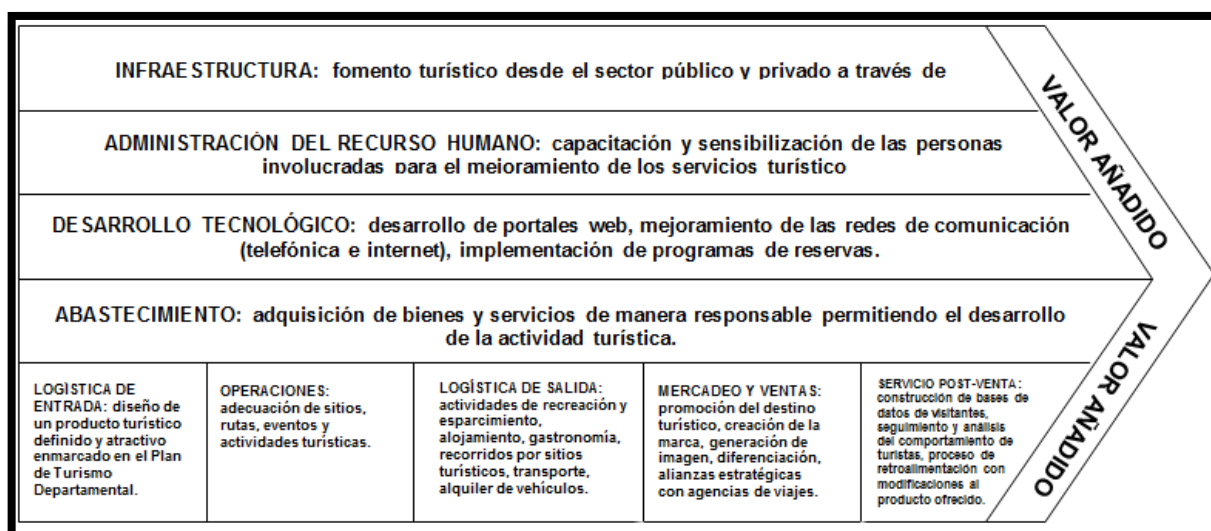 INFRAESTRUCTURA: fomento turístico desde el sector público y privado a través de
ADMINISTRACIÓN DEL RECURSO HUMANO: capacitación y sensibilización de las personas
involucradas para el mejoramiento de los servicios turístico
DESARROLLO TECNOLÓGICO: desarrollo de portales web, mejoramiento de las redes de comunicación
(telefónica e internet), implementación de programas de reservas.
ABASTECIMIENTO: adquisición de bienes y servicios de manera responsable permitiendo el desarrollo
de la actividad turística.
LOGÌSTICA DE
ENTRADA: diseño de
un producto turístico
definido y atractivo
enmarcado en el Plan
de Turismo
Departamental.
OPERACIONES:
adecuación de sitios,
rutas, eventos y
actividades turísticas.
LOGÍSTICA DE SALIDA:
actividades de recreación y
esparcimiento,
alojamiento, gastronomía,
recorridos por sitios
turísticos, transporte,
alquiler de vehículos.
MERCADEO Y VENTAS:
promoción del destino
turístico, creación de la
marca, generación de
imagen, diferenciación,
alianzas estratégicas
con agencias de viajes.
SERVICIO POST-VENTA:
construcción de bases de
datos de visitantes,
seguimiento y análisis
del comportamiento de
turistas, proceso de
retroalimentación con
modificaciones al
producto ofrecido.
VALOR AÑADIDO
VALOR AÑADIDO